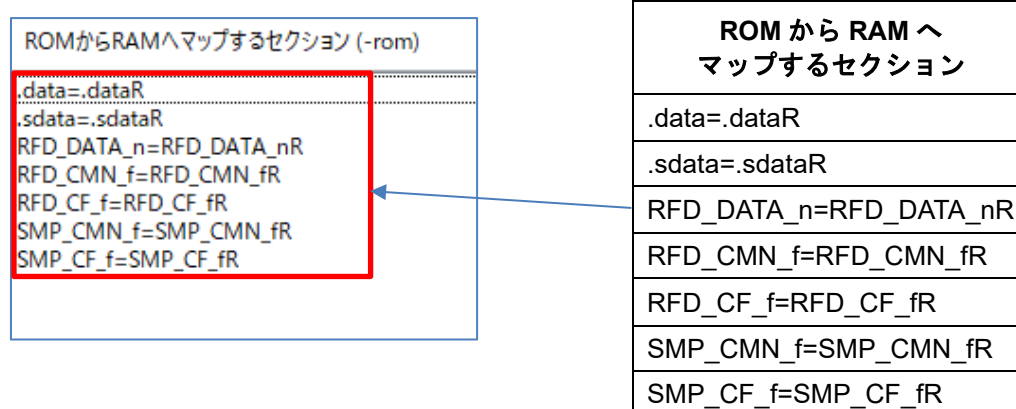 ROMからRAMへマップするセクション (-rom)
.data=.dataR
.sdata=.sdataR
RFD_DATA_n=RFD_DATA_nR
RFD_CMN_f=RFD_CMN_fR
RFD_CF_f=RFD_CF_fR
SMP_CMN_f=SMP_CMN_fR
SMP_CF_f=SMP_CF_fR
ROM から RAM へ
マップするセクション
.data=.dataR
.sdata=.sdataR
RFD_DATA_n=RFD_DATA_nR
RFD_CMN_f=RFD_CMN_fR
RFD_CF_f=RFD_CF_fR
SMP_CMN_f=SMP_CMN_fR
SMP_CF_f=SMP_CF_fR